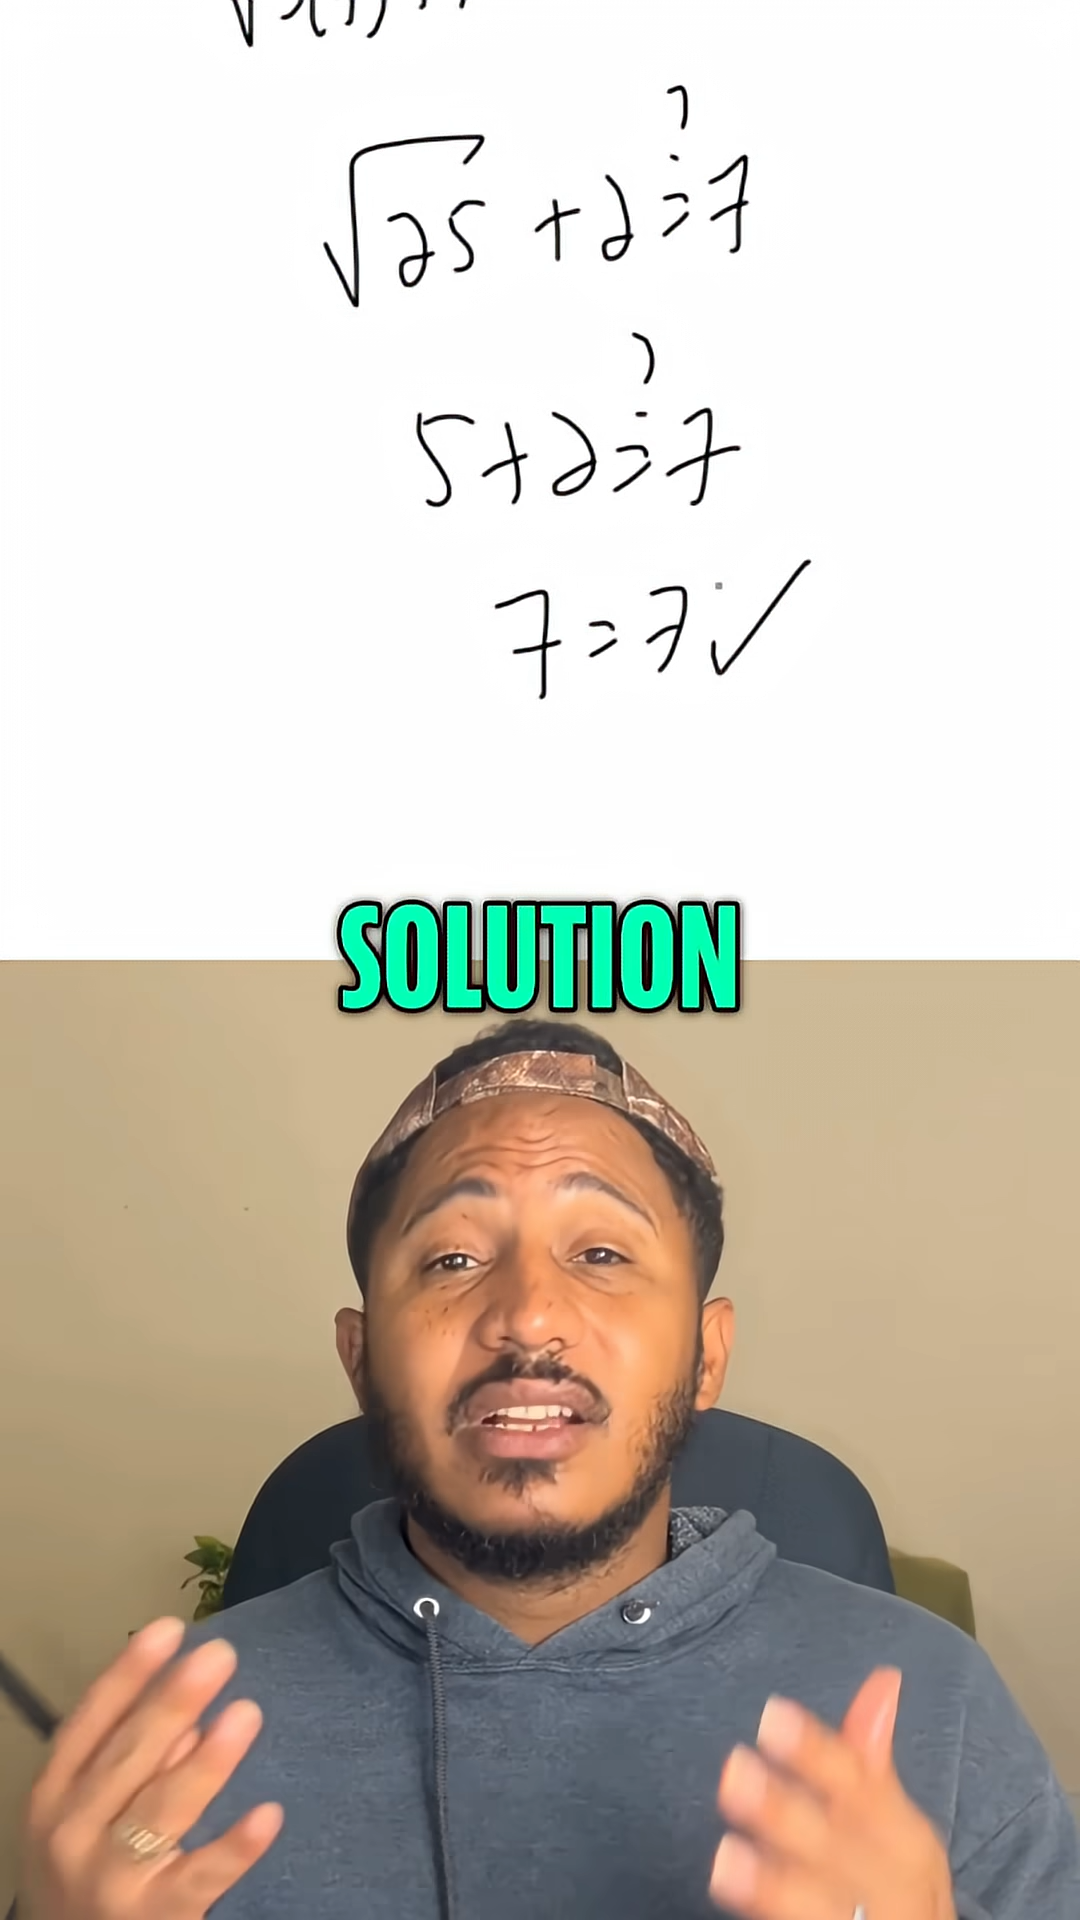 √25 + 2 ≟ 7
5 + 2 ≟ 7
7 = 7 ✓
SOLUTION